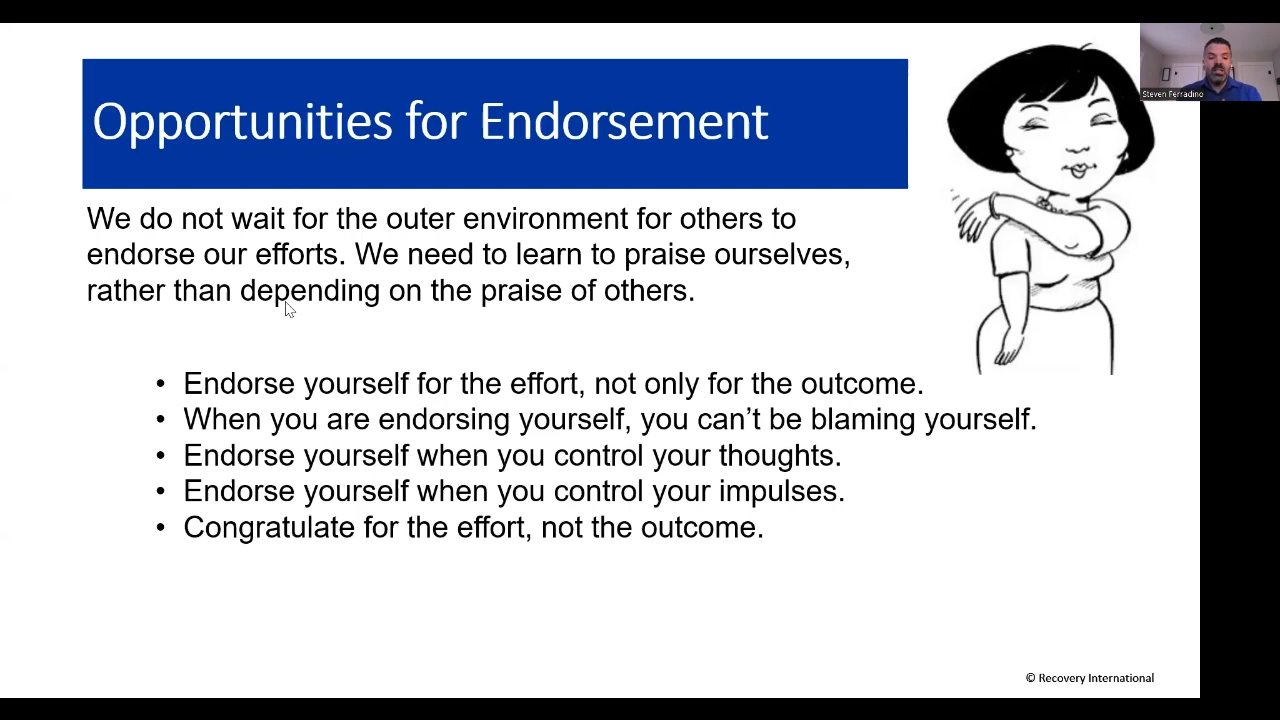 Opportunities for Endorsement
Steven Ferradino
We do not wait for the outer environment for others to
endorse our efforts. We need to learn to praise ourselves,
rather than depending on the praise of others.
• Endorse yourself for the effort, not only for the outcome.
• When you are endorsing yourself, you can’t be blaming yourself.
• Endorse yourself when you control your thoughts.
• Endorse yourself when you control your impulses.
• Congratulate for the effort, not the outcome.
© Recovery International